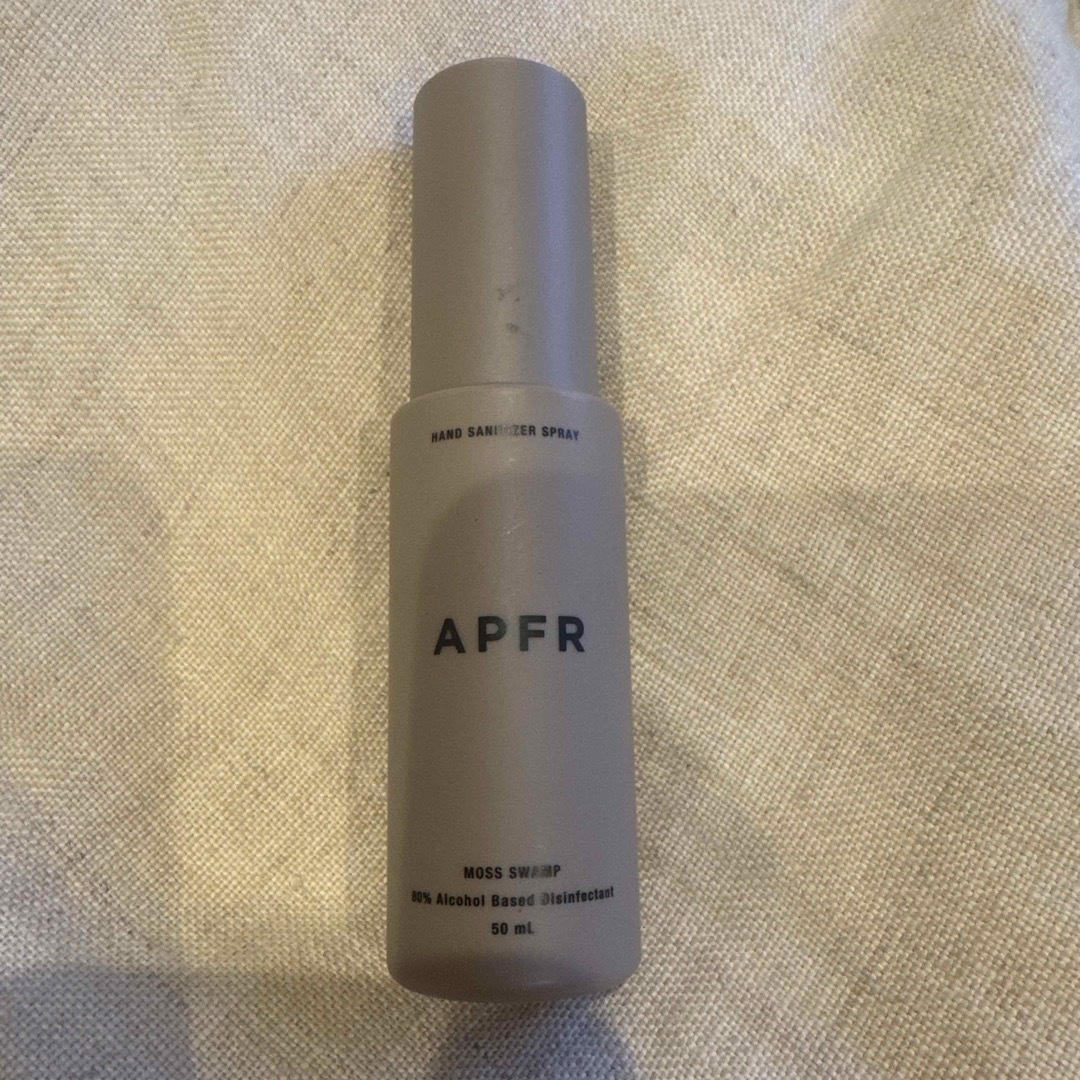 HAND SANITIZER SPRAY
APFR
MOSS SWAMP
80% Alcohol Based Disinfectant
50 mL